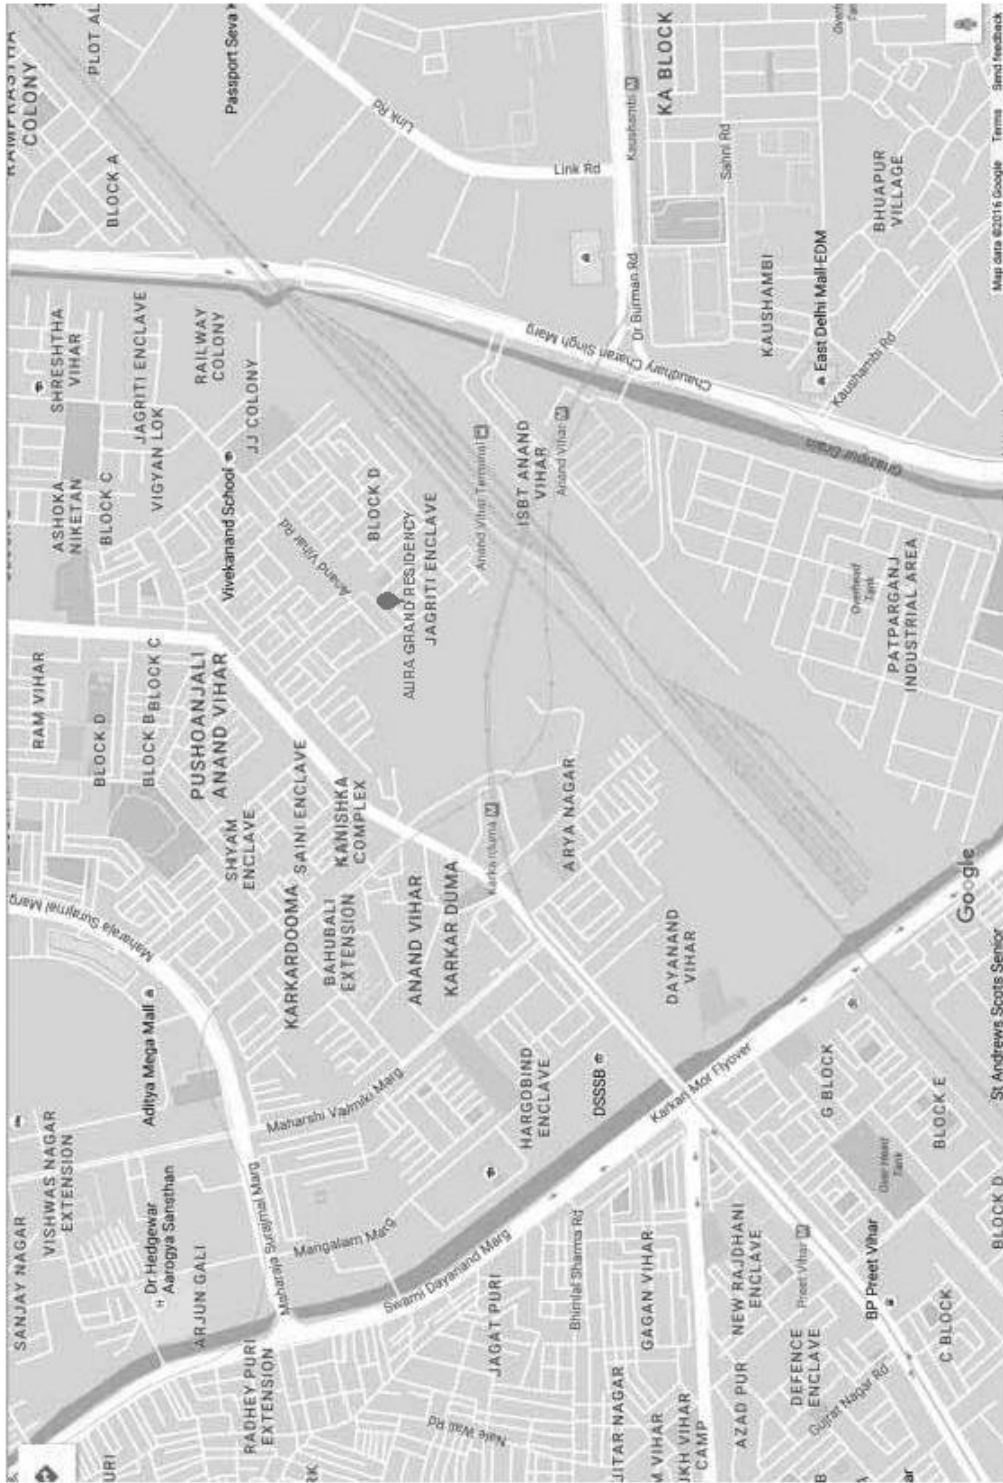 SANJAY NAGAR
VISHWAS NAGAR
EXTENSION
RAM VIHAR
ASHOKA
NIKETAN
SHRESHTHA
VIHAR
COLONY
BLOCK D
BLOCK C
BLOCK A
PLOT
Dr Hedgewar
Aarogya Sansthan
Aditya Mega Mall
Maharaja Surajmal Marg
BLOCK B
BLOCK C
VIGYAN LOK
JAGRITI ENCLAVE
ARJUN GALI
PUSHOANJALI
ANAND VIHAR
RAILWAY
COLONY
Passport Seva
Vivekanand School
SHYAM
ENCLAVE
JJ COLONY
RADHEY PURI
EXTENSION
Maharaja Surajmal Marg
Maharshi Valmiki Marg
Mangalam Marg
KARKARDOOMA
SAINI ENCLAVE
Anand Vihar Rd
BAHUBALI
EXTENSION
KANISHKA
COMPLEX
BLOCK D
Link Rd
AURA GRAND RESIDENCY
JAGRITI ENCLAVE
ANAND VIHAR
KARKAR DUMA
Swami Dayanand Marg
Nale Wali Rd
JAGAT PURI
Karkarduma
Anand Vihar Terminal
HARGOBIND
ENCLAVE
ISBT ANAND
VIHAR
Anand Vihar
ARYA NAGAR
Chaudhary Charan Singh Marg
Link Rd
Bhimlal Sharma Rd
DSSSB
Dr Burman Rd
Kaushambi
GAGAN VIHAR
Karkari Mor Flyover
DAYANAND
VIHAR
KA BLOCK
CAMP
Sahni Rd
AZAD PUR
NEW RAJDHANI
ENCLAVE
KAUSHAMBI
DEFENCE
ENCLAVE
Preet Vihar
G BLOCK
East Delhi Mall-EDM
Gujrat Nagar Rd
BP Preet Vihar
Over Head
Tank
Overhead
Tank
Kaushambi Rd
Ghazipur Drain
PATPARGANJ
INDUSTRIAL AREA
BHUAPUR
VILLAGE
C BLOCK
BLOCK E
Google
BLOCK D
St Andrews Scots Senior
Map data ©2016 Google
Terms
Send feedback